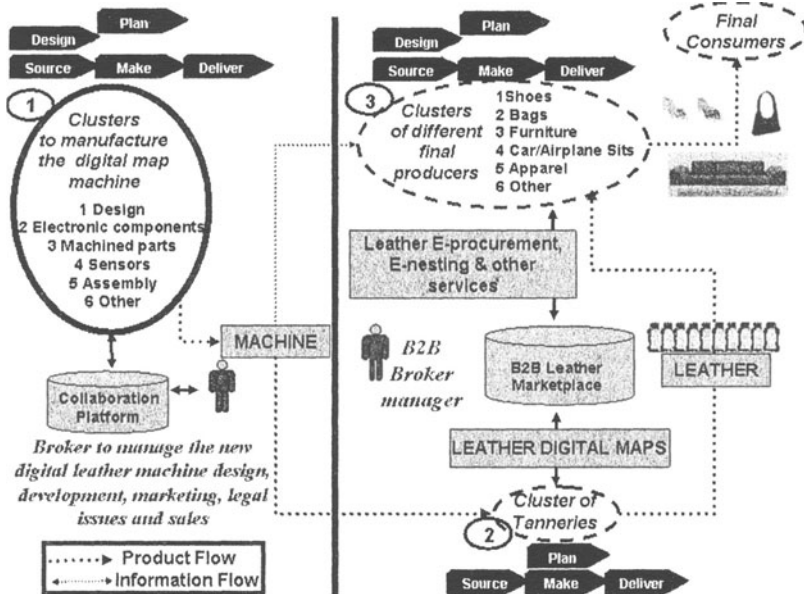 Plan
Design
Source Make Deliver
1
Clusters
to manufacture
the digital map
machine
1 Design
2 Electronic components
3 Machined parts
4 Sensors
5 Assembly
6 Other
MACHINE
Collaboration
Platform
Broker to manage the new
digital leather machine design,
development, marketing, legal
issues and sales
Product Flow
Information Flow
Plan
Design
Source Make Deliver
3
Clusters
of different
final
producers
1 Shoes
2 Bags
3 Furniture
4 Car/Airplane Sits
5 Apparel
6 Other
Final
Consumers
Leather E-procurement,
E-nesting & other
services'
B2B
Broker
manager
B2B Leather
Marketplace
LEATHER
LEATHER DIGITAL MAPS
Cluster of
Tanneries
2
Plan
Source Make Deliver